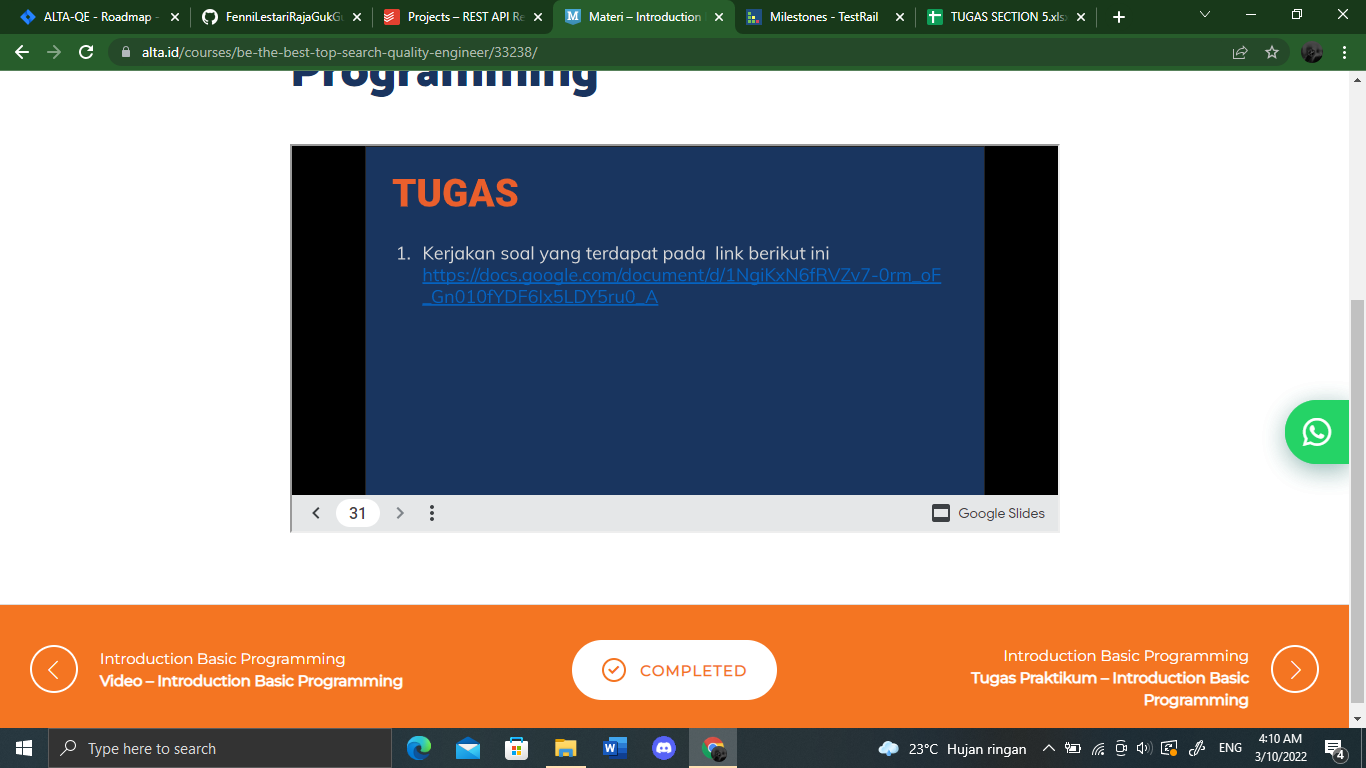 ALTA-QE - Roadmap -
FenniLestariRajaGukGu
Projects – REST API Re
Materi – Introduction
Milestones - TestRail
TUGAS SECTION 5.xlsx
alta.id/courses/be-the-best-top-search-quality-engineer/33238/
Programming
TUGAS
1. Kerjakan soal yang terdapat pada link berikut ini
https://docs.google.com/document/d/1NgiKxN6fRVZv7-0rm_oF
_Gn010fYDF6lx5LDY5ru0_A
31
Google Slides
Introduction Basic Programming
Video – Introduction Basic Programming
COMPLETED
Introduction Basic Programming
Tugas Praktikum – Introduction Basic
Programming
Type here to search
23°C Hujan ringan
ENG
4:10 AM
3/10/2022
4